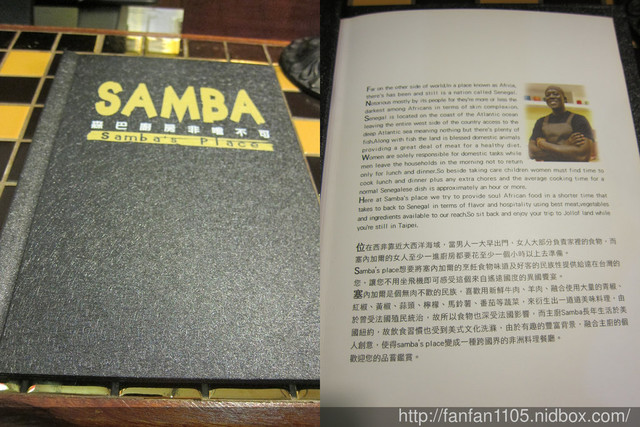 SAMBA
森巴廚房非嚐不可
Samba's Place
Far on the other side of world,in a place known as Africa,
there's has been and still is a nation called Senegal.
Notorious mostly by its people for they're more or less the
darkest among Africans in terms of skin complexion.
Senegal is located on the coast of the Atlantic ocean
leaving the entire west side of the country access to the
deep Atlantic sea meaning nothing but there's plenty of
fish.Along with fish the land is blessed domestic animals
providing a great deal of meat for a healthy diet.
Women are solely responsible for domestic tasks while
men leave the household in the morning not to return
only for lunch and dinner.So beside taking care children women must find time to
cook lunch and dinner plus any extra chores and the average cooking time for a
normal Senegalese dish is approximately an hour or more.
Here at Samba's place we try to provide soul African food in a shorter time that
takes to back to Senegal in terms of flavor and hospitality using best meat,vegetables
and ingredients available to our reach.So sit back and enjoy your trip to Jollof land while
you're still in Taipei.
位在西非靠近大西洋海域，當男人一大早出門，女人大部分負責家裡的食物，而
塞內加爾的女人至少一進廚房都要花至少一個小時以上去準備。
Samba's place想要將塞內加爾的烹飪食物味道及好客的民族性提供給遠在台灣的
您，讓您不用坐飛機即可感受這個來自遙遠國度的異國饗宴。
塞內加爾是個無肉不歡的民族，喜歡用新鮮牛肉、羊肉、融合使用大量的青椒、
紅椒、黃椒、蒜頭、檸檬、馬鈴薯、番茄等蔬菜，來衍生出一道道美味料理，由
於曾受法國殖民統治，故所以食物也深受法國影響，而主廚Samba長年生活於美
國紐約，故飲食習慣也受到美式文化洗滌，由於有趣的豐富背景，融合主廚的個
人創意，使得samba's place變成一種跨國界的非洲料理餐廳。
歡迎您的品嘗鑑賞。
http://fanfan1105.nidbox.com/